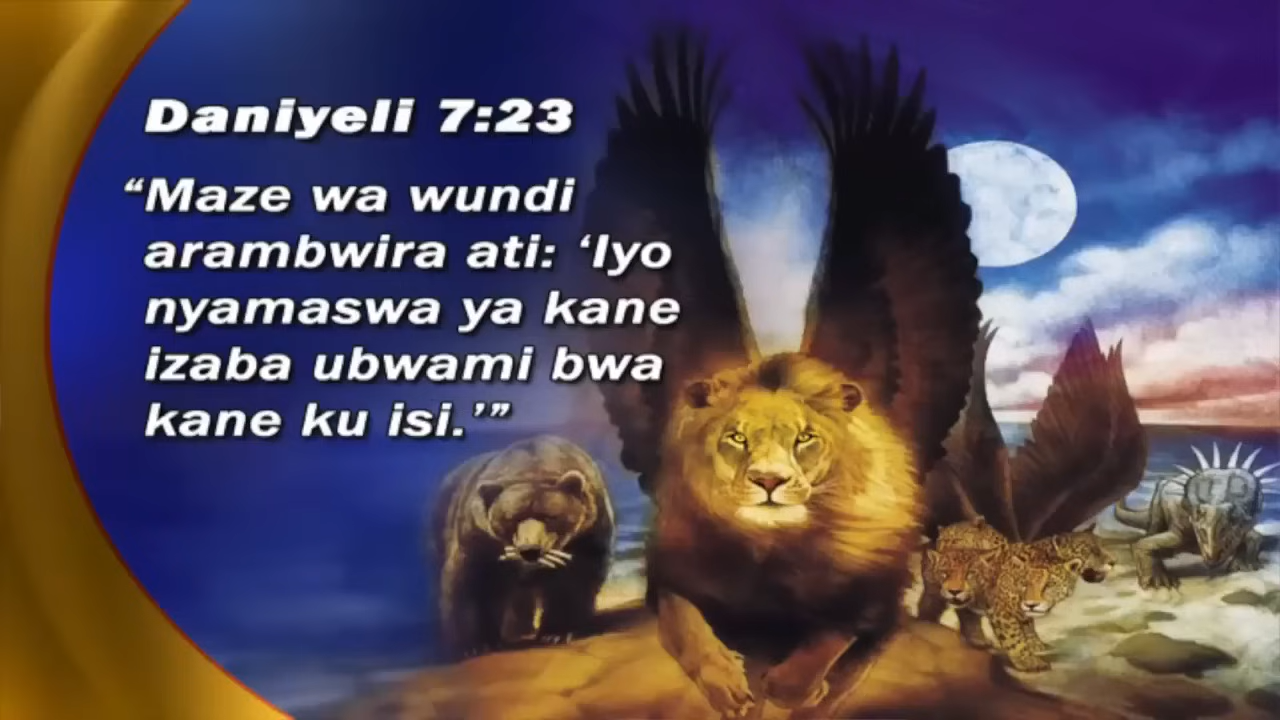 Daniyeli 7:23
“Maze wa wundi
arambwira ati: ‘Iyo
nyamaswa ya kane
izaba ubwami bwa
kane ku isi.’”